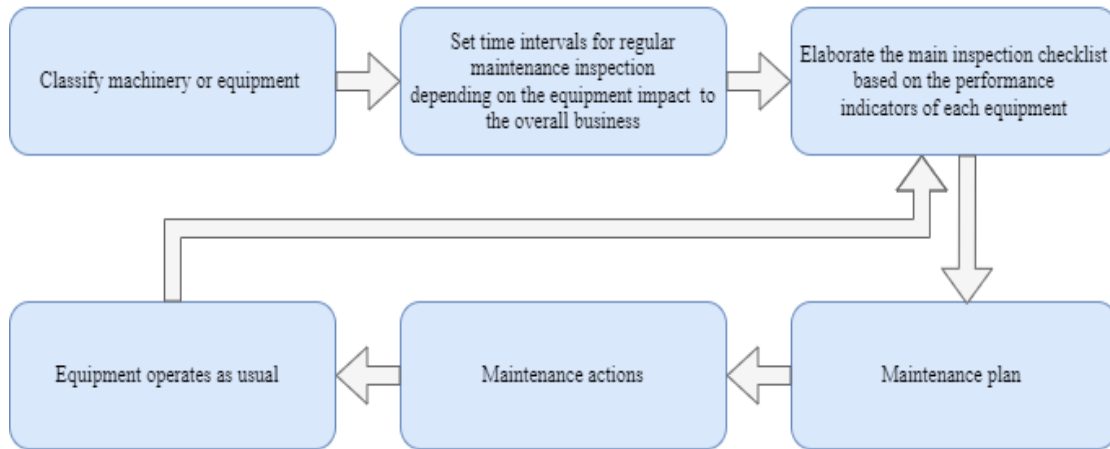 Classify machinery or equipment
Set time intervals for regular
maintenance inspection
depending on the equipment impact to
the overall business
Elaborate the main inspection checklist
based on the performance
indicators of each equipment
Equipment operates as usual
Maintenance actions
Maintenance plan